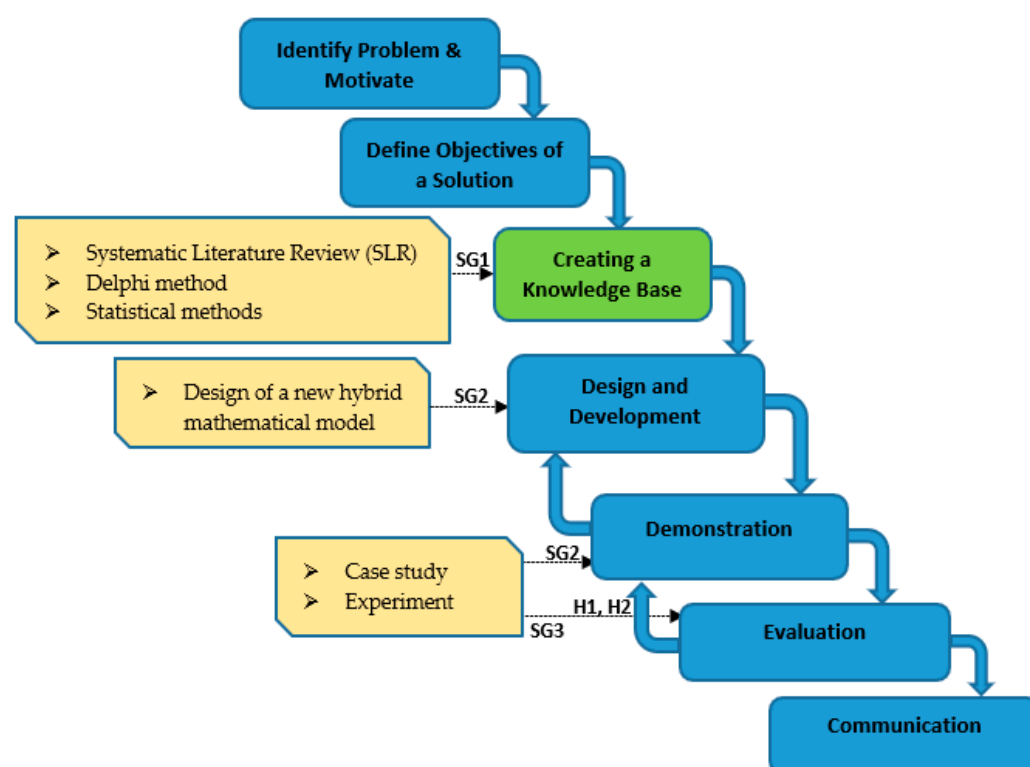 Identify Problem &
Motivate
Define Objectives of
a Solution
➢ Systematic Literature Review (SLR)
➢ Delphi method
➢ Statistical methods
SG1
Creating a
Knowledge Base
➢ Design of a new hybrid
mathematical model
SG2
Design and
Development
Demonstration
➢ Case study
➢ Experiment
SG2
H1, H2
SG3
Evaluation
Communication